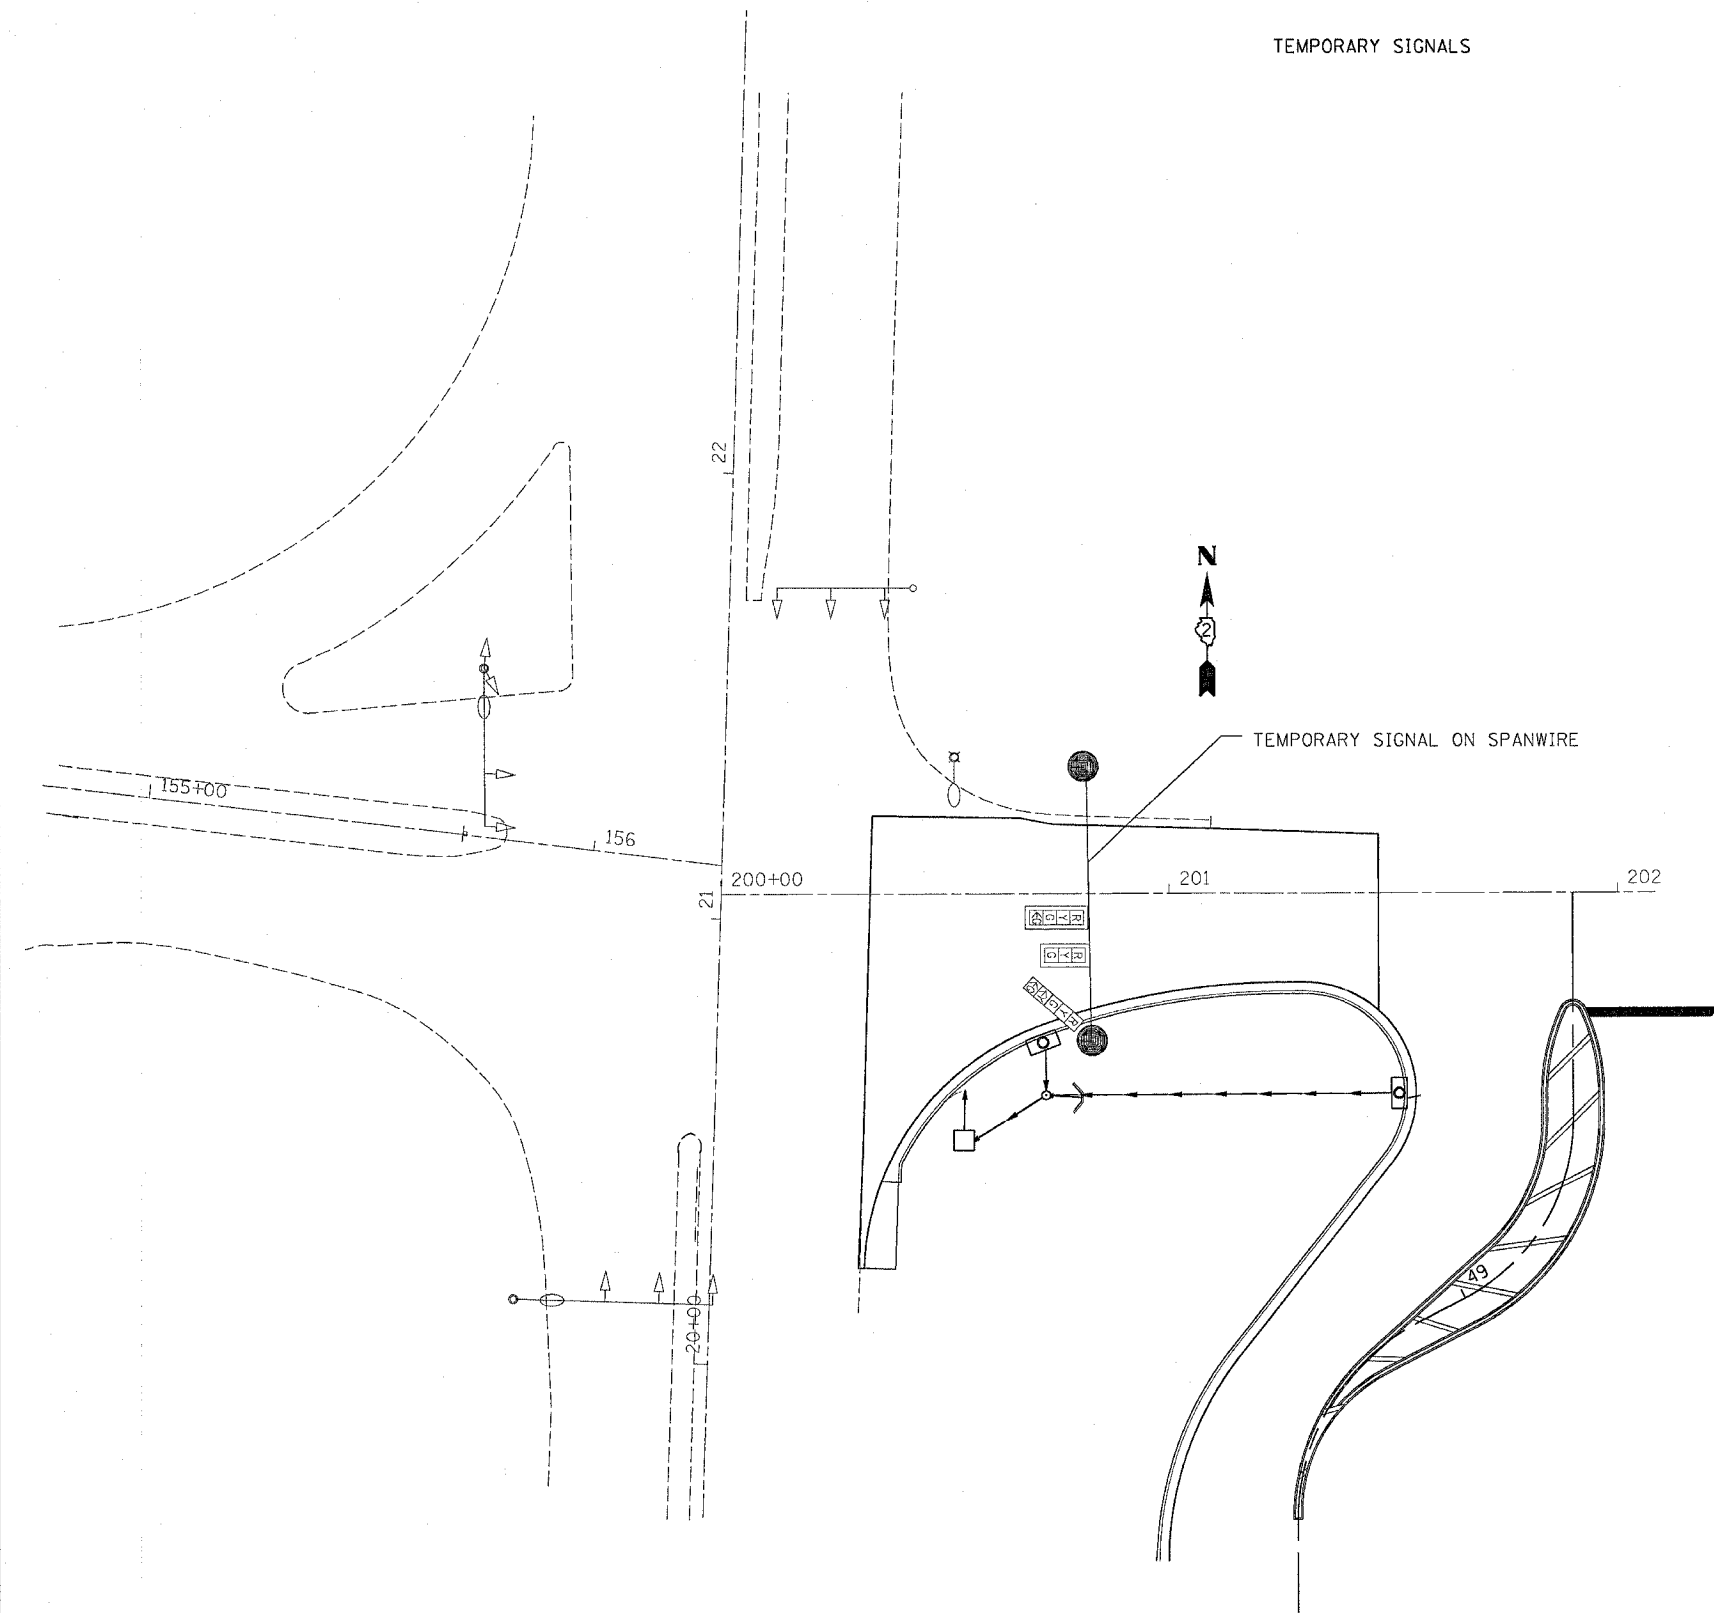 TEMPORARY SIGNALS
22
N
2
TEMPORARY SIGNAL ON SPANWIRE
155+00
156
21
200+00
201
202
R Y G
R Y G
R Y G
49
20+00